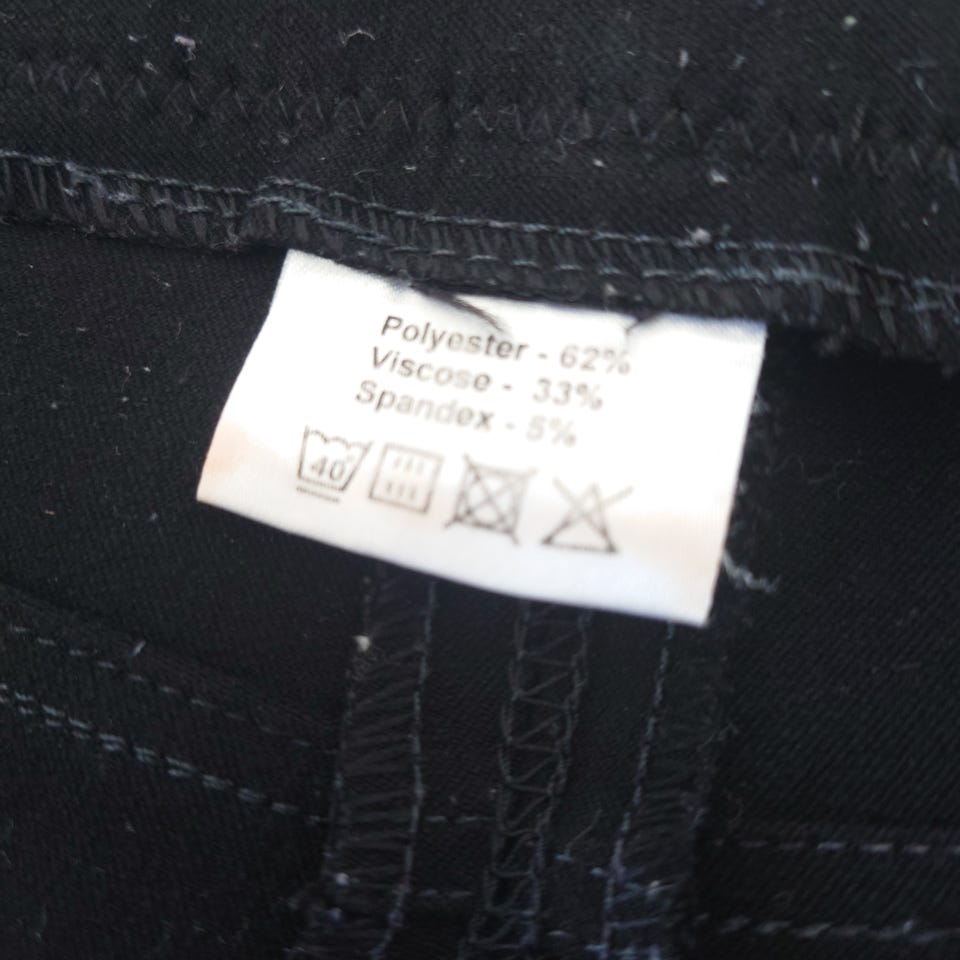 Polyester - 62%
Viscose - 33%
Spandex - 5%
40°